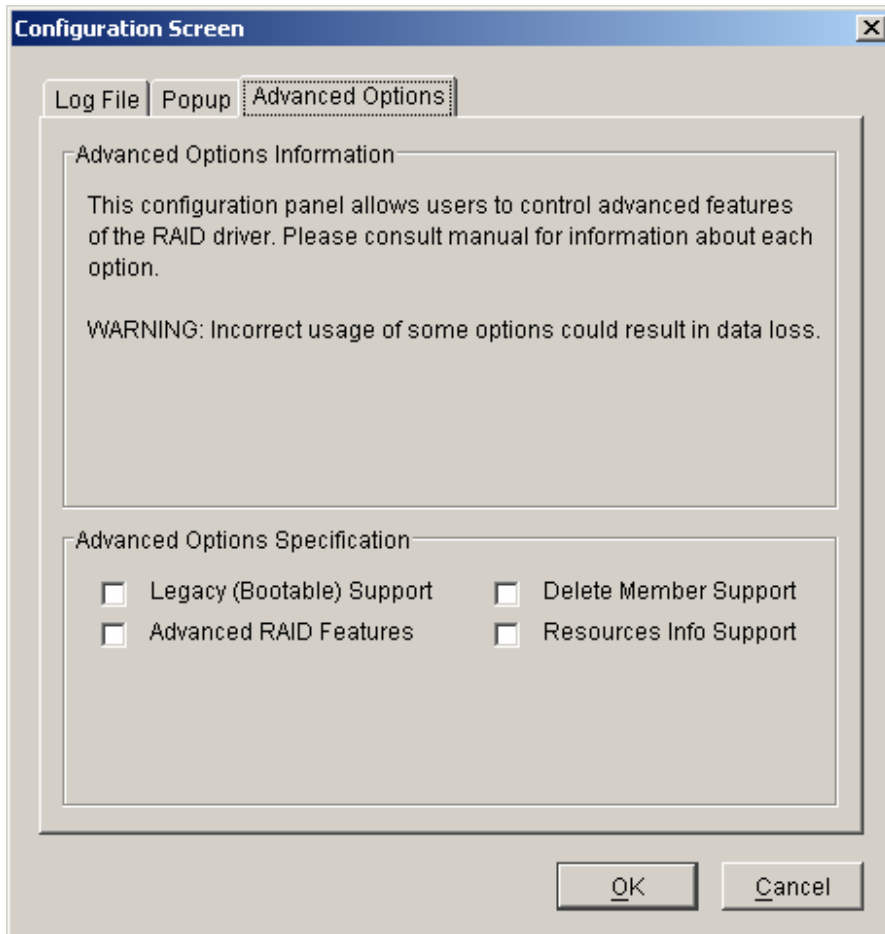 Configuration Screen
Log File
Popup
Advanced Options
Advanced Options Information
This configuration panel allows users to control advanced features
of the RAID driver. Please consult manual for information about each
option.
WARNING: Incorrect usage of some options could result in data loss.
Advanced Options Specification
Legacy (Bootable) Support
Delete Member Support
Advanced RAID Features
Resources Info Support
OK
Cancel